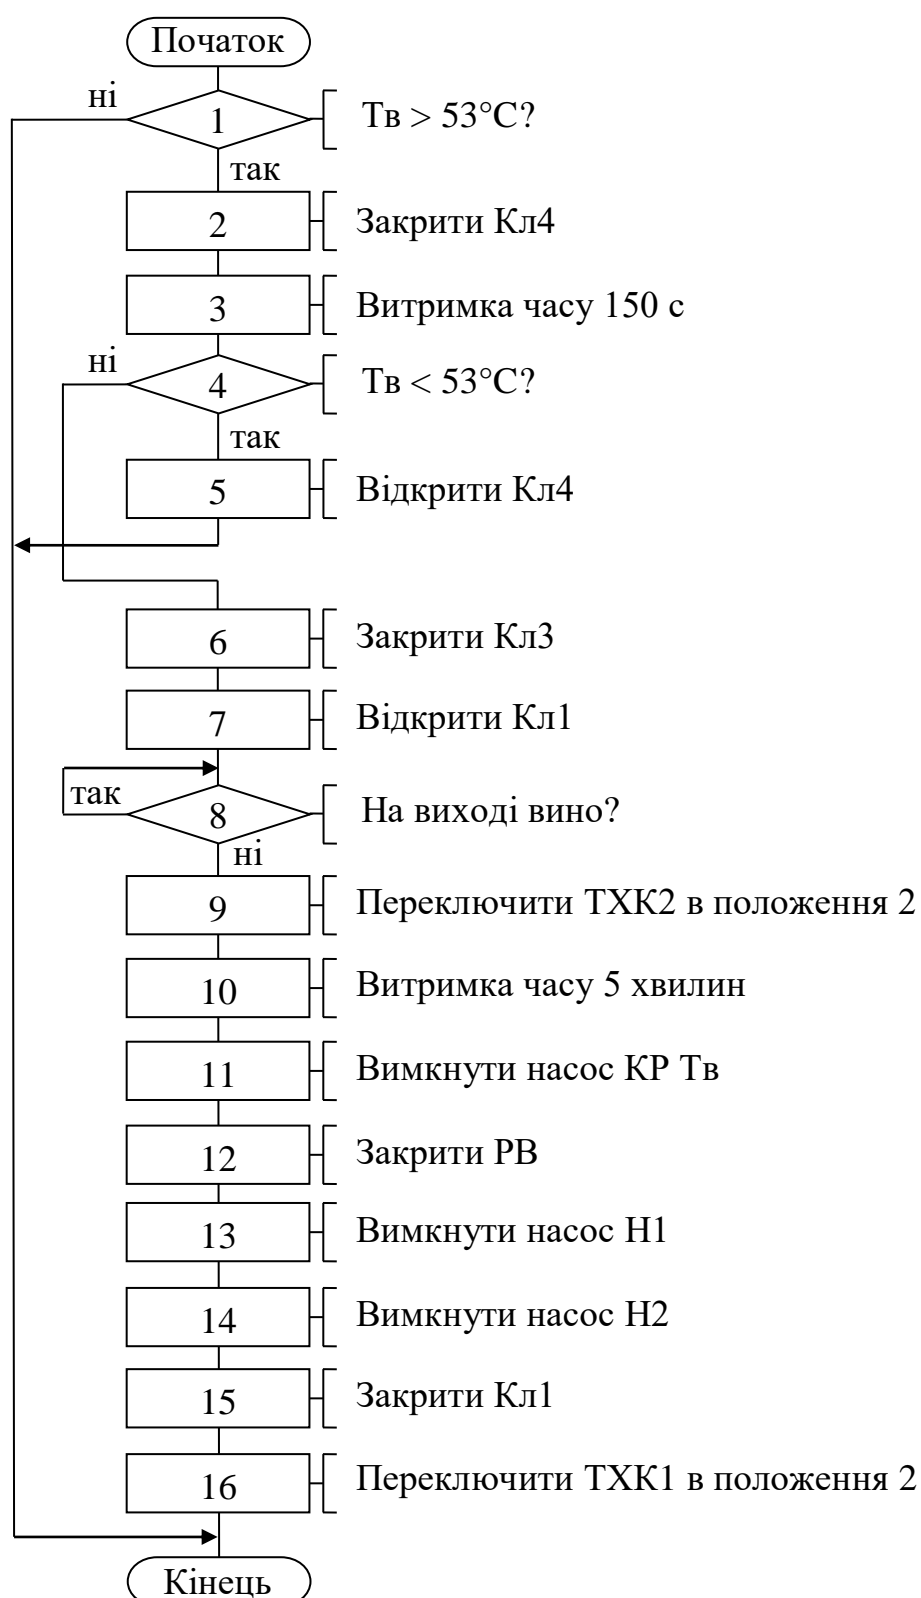 Початок
ні
1
Тв > 53°С?
так
2
Закрити Кл4
3
Витримка часу 150 с
ні
4
Тв < 53°С?
так
5
Відкрити Кл4
6
Закрити Кл3
7
Відкрити Кл1
так
8
На виході вино?
ні
9
Переключити ТХК2 в положення 2
10
Витримка часу 5 хвилин
11
Вимкнути насос КР Тв
12
Закрити РВ
13
Вимкнути насос Н1
14
Вимкнути насос Н2
15
Закрити Кл1
16
Переключити ТХК1 в положення 2
Кінець